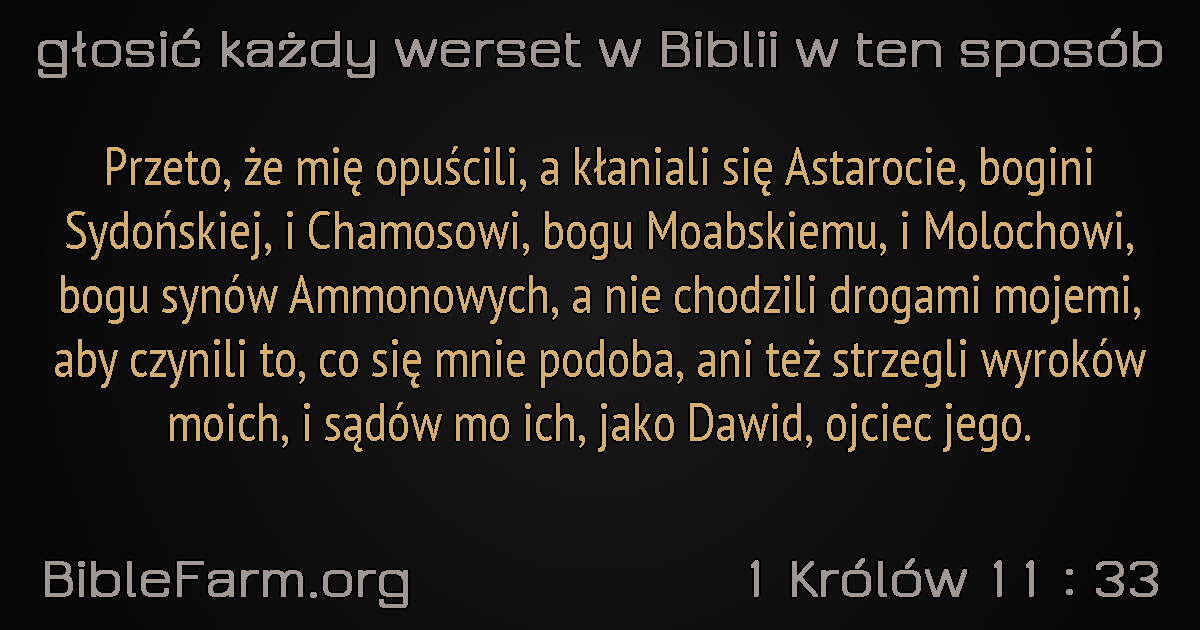 głosić każdy werset w Biblii w ten sposób
Przeto, że mię opuścili, a kłaniali się Astarocie, bogini
Sydońskiej, i Chamosowi, bogu Moabskiemu, i Molochowi,
bogu synów Ammonowych, a nie chodzili drogami mojemi,
aby czynili to, co się mnie podoba, ani też strzegli wyroków
moich, i sądów mo ich, jako Dawid, ojciec jego.
BibleFarm.org
1 Królów 11 : 33